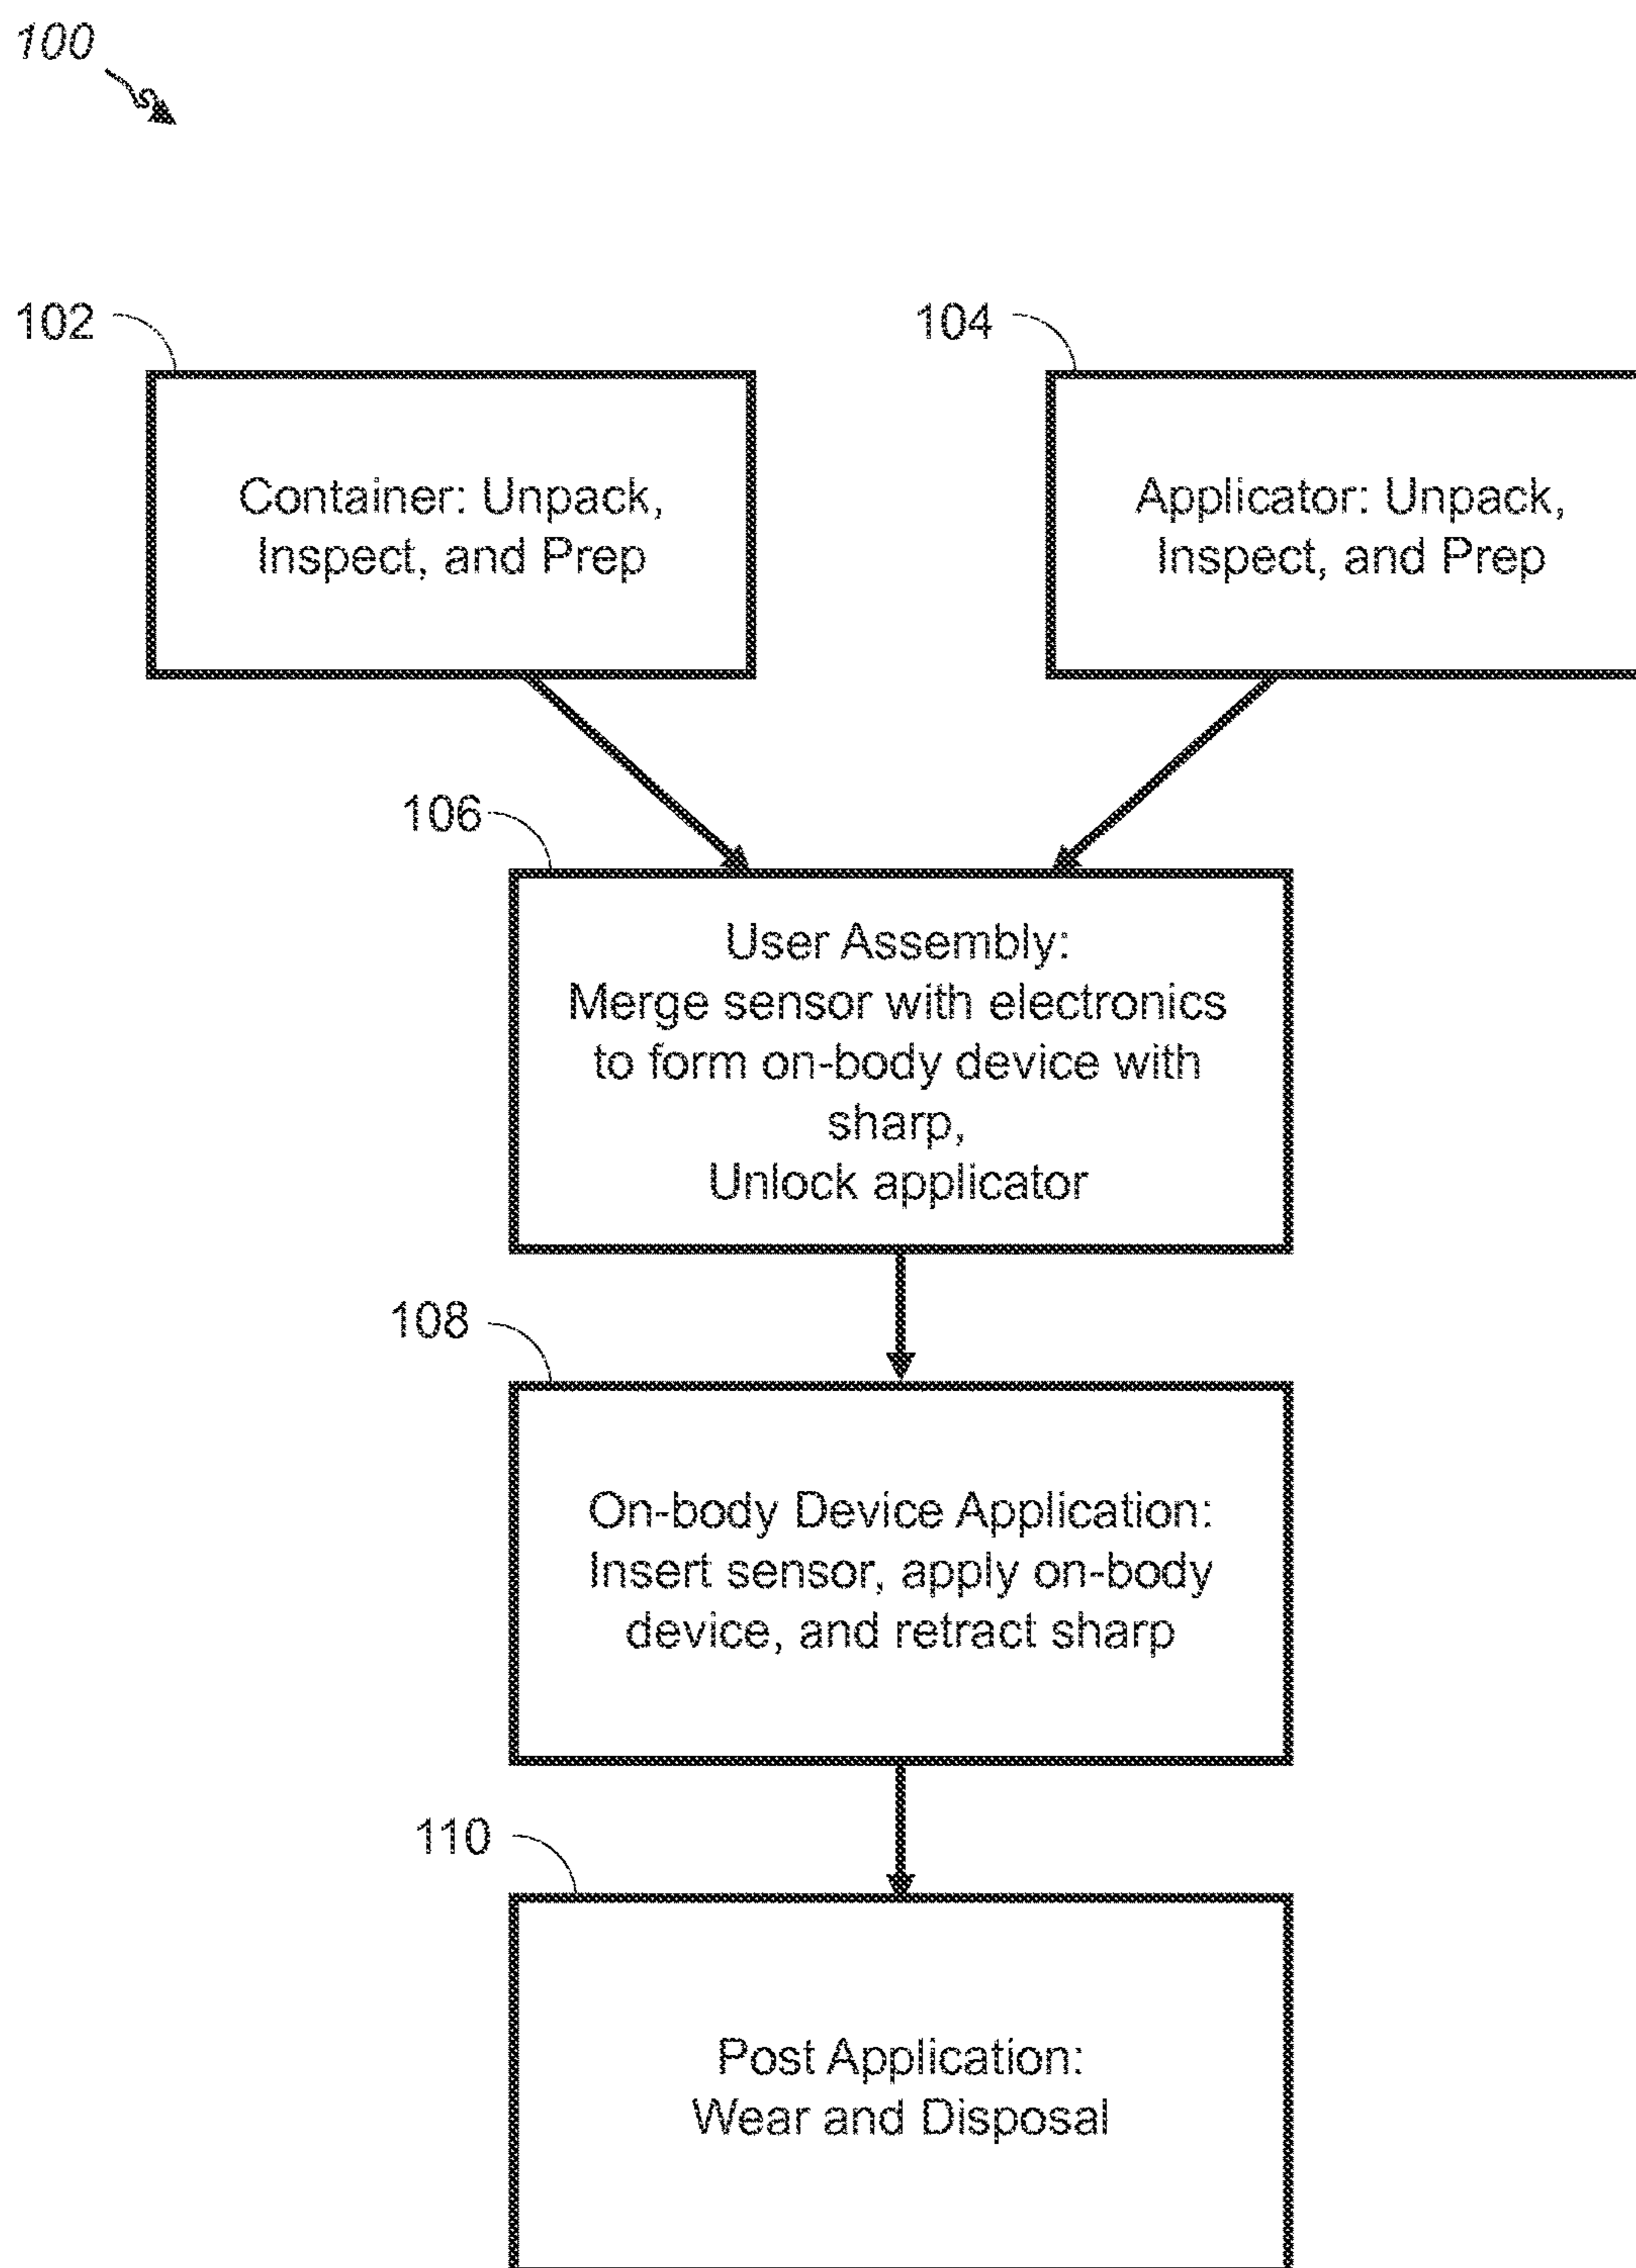 100
102
104
Container: Unpack,
Inspect, and Prep
Applicator: Unpack,
Inspect, and Prep
106
User Assembly:
Merge sensor with electronics
to form on-body device with
sharp,
Unlock applicator
108
On-body Device Application:
Insert sensor, apply on-body
device, and retract sharp
110
Post Application:
Wear and Disposal